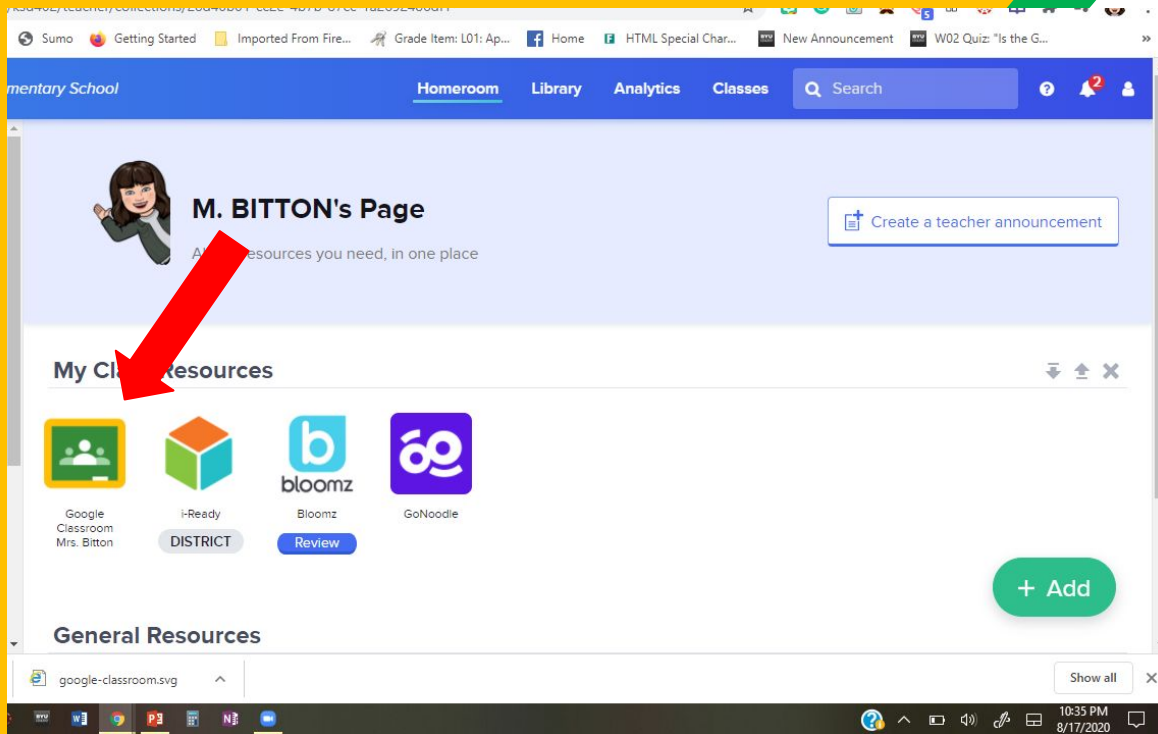 Sumo Getting Started Imported From Fire... Grade Item: L01: Ap... Home HTML Special Char... New Announcement W02 Quiz: "Is the G... »
mentary School Homeroom Library Analytics Classes Search 2
M. BITTON's Page
Create a teacher announcement
esources you need, in one place
My Cl esources
bloomz
Google Classroom Mrs. Bitton
i-Ready
DISTRICT
Bloomz
Review
GoNoodle
+ Add
General Resources
google-classroom.svg
Show all
10:35 PM
8/17/2020